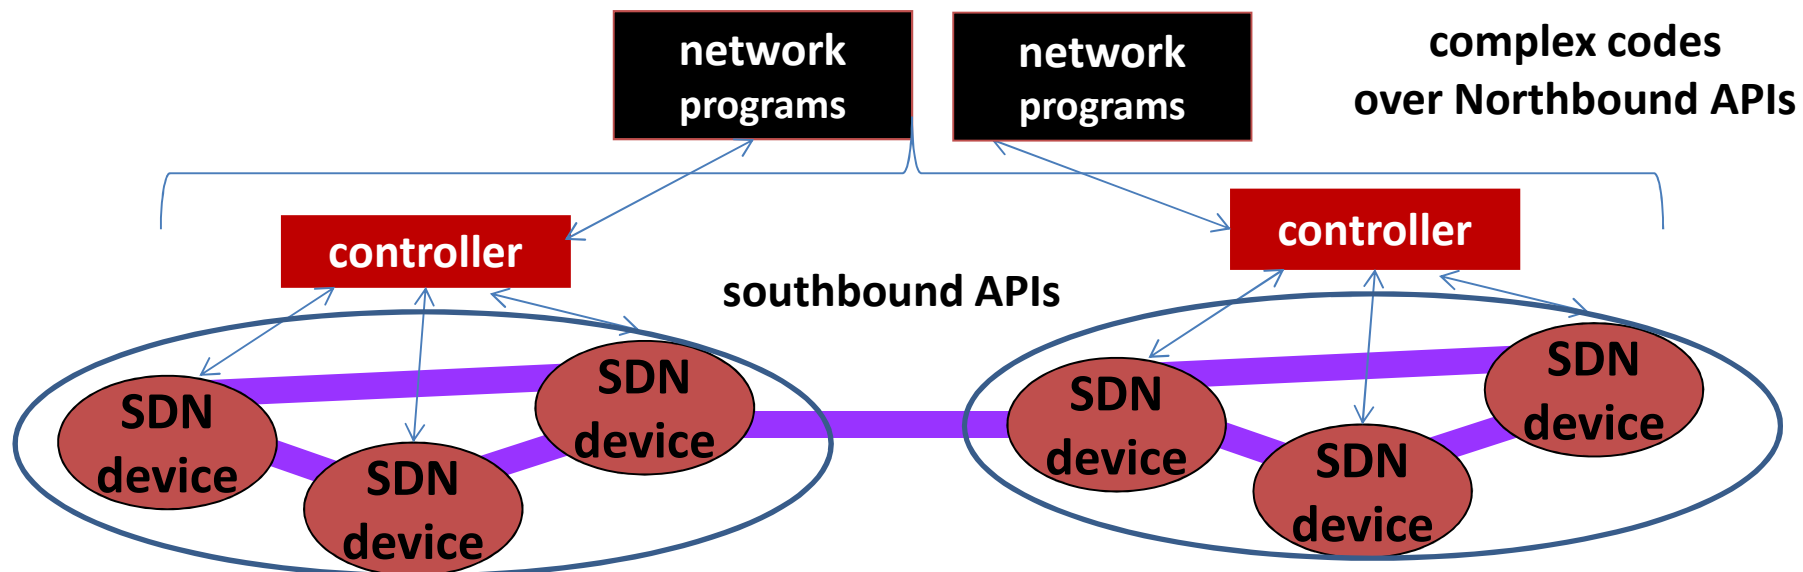 network
programs
network
programs
complex codes
over Northbound APIs
controller
controller
southbound APIs
SDN
device
SDN
device
SDN
device
SDN
device
SDN
device
SDN
device